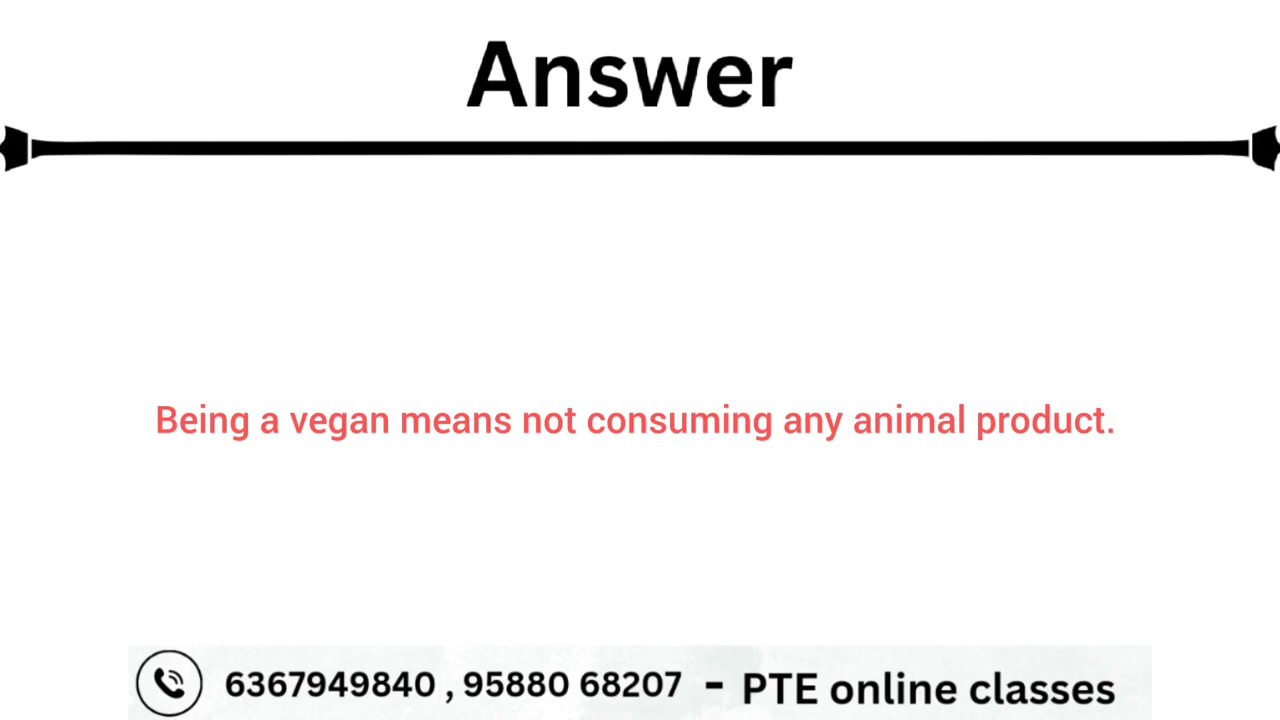 Answer
Being a vegan means not consuming any animal product.
6367949840 , 95880 68207 - PTE online classes